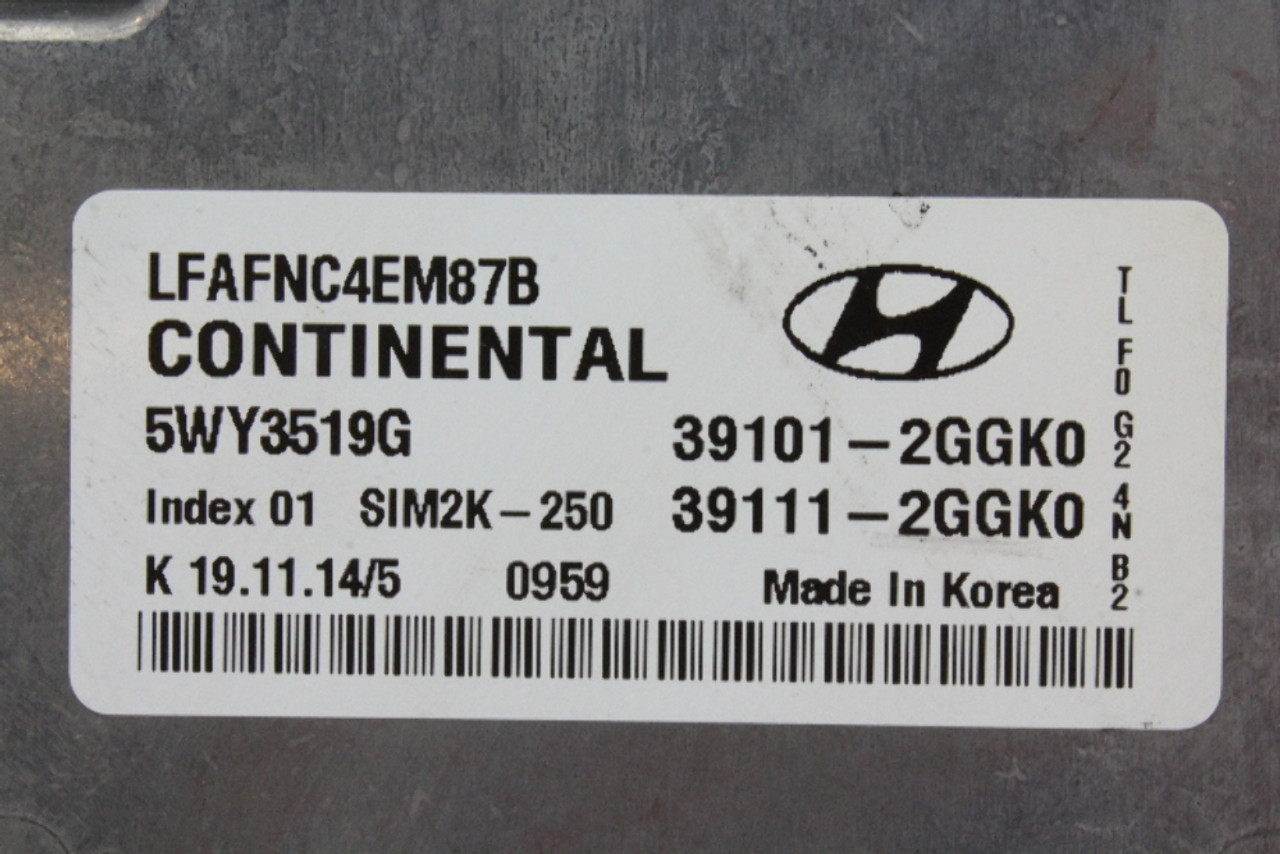 LFAFNC4EM87B
CONTINENTAL
5WY3519G
39101-2GGK0
Index 01 SIM2K-250
39111-2GGK0
K 19.11.14/5 0959 Made In Korea
TL F0 G2 4N B2